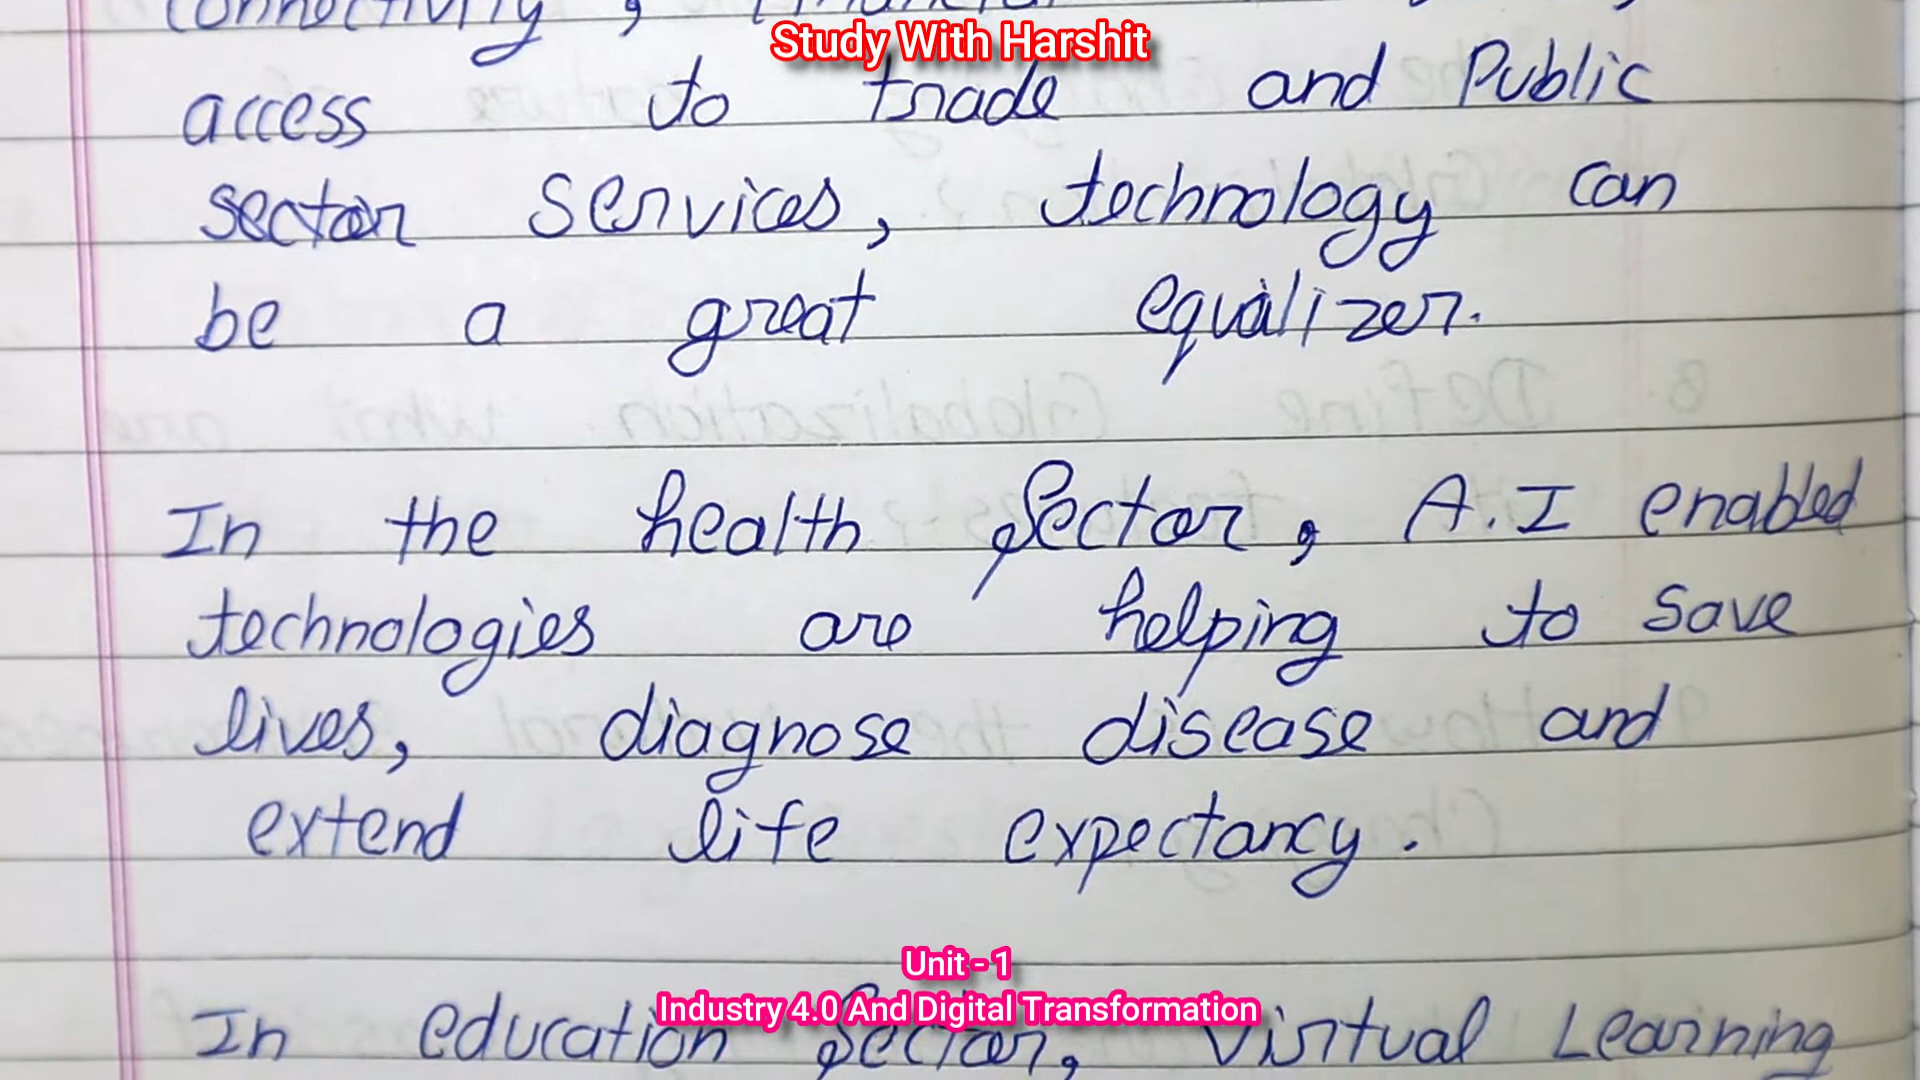 connectivity, financial
Study With Harshit
access to trade and Public
sector services, technology can
be a great equalizer.
In the health Sector, A.I enabled
technologies are helping to save
lives, diagnose disease and
extend life expectancy.
Unit - 1
Industry 4.0 And Digital Transformation
In education Sector, Virtual Learning